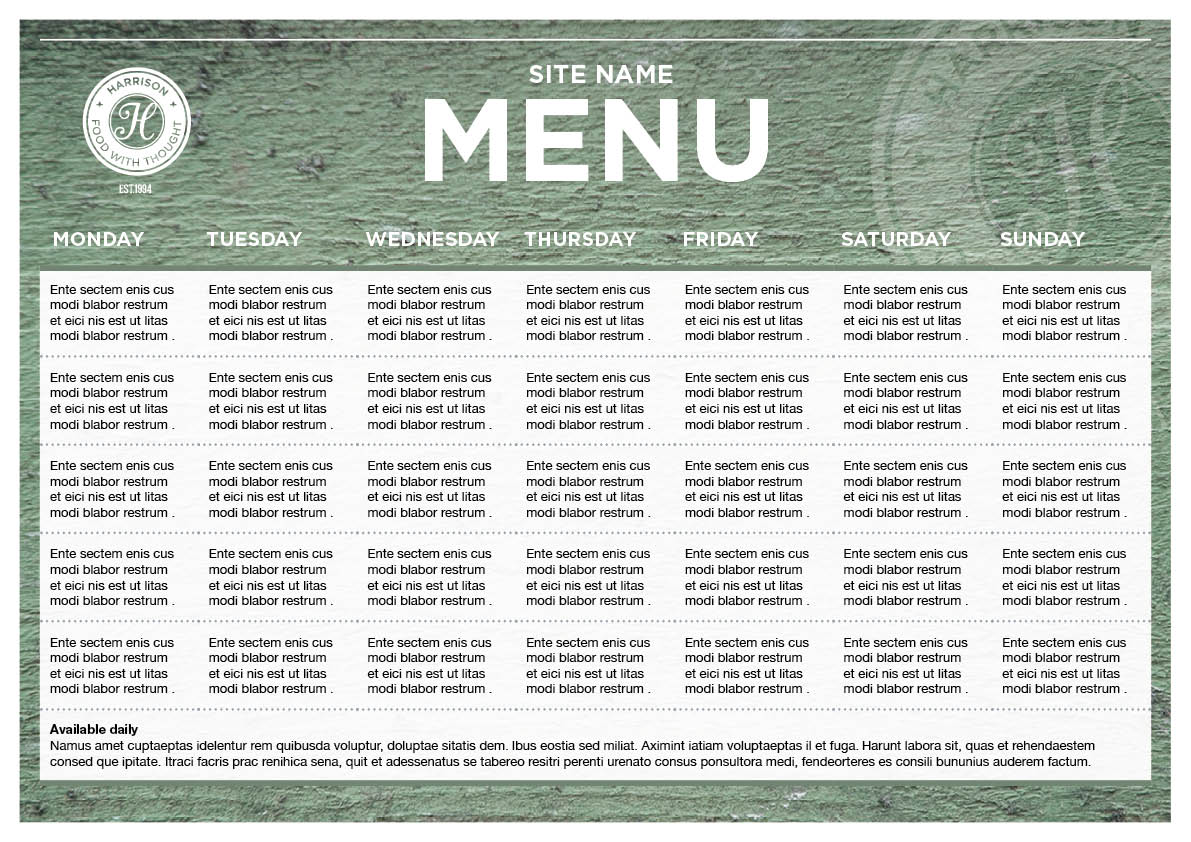 HARRISON
H
FOOD WITH THOUGHT
EST.1994
SITE NAME
MENU
MONDAY TUESDAY WEDNESDAY THURSDAY FRIDAY SATURDAY SUNDAY
Ente sectem enis cus Ente sectem enis cus Ente sectem enis cus Ente sectem enis cus Ente sectem enis cus Ente sectem enis cus Ente sectem enis cus
modi blabor restrum modi blabor restrum modi blabor restrum modi blabor restrum modi blabor restrum modi blabor restrum modi blabor restrum
et eici nis est ut litas et eici nis est ut litas et eici nis est ut litas et eici nis est ut litas et eici nis est ut litas et eici nis est ut litas et eici nis est ut litas
modi blabor restrum . modi blabor restrum . modi blabor restrum . modi blabor restrum . modi blabor restrum . modi blabor restrum . modi blabor restrum .
Ente sectem enis cus Ente sectem enis cus Ente sectem enis cus Ente sectem enis cus Ente sectem enis cus Ente sectem enis cus Ente sectem enis cus
modi blabor restrum modi blabor restrum modi blabor restrum modi blabor restrum modi blabor restrum modi blabor restrum modi blabor restrum
et eici nis est ut litas et eici nis est ut litas et eici nis est ut litas et eici nis est ut litas et eici nis est ut litas et eici nis est ut litas et eici nis est ut litas
modi blabor restrum . modi blabor restrum . modi blabor restrum . modi blabor restrum . modi blabor restrum . modi blabor restrum . modi blabor restrum .
Ente sectem enis cus Ente sectem enis cus Ente sectem enis cus Ente sectem enis cus Ente sectem enis cus Ente sectem enis cus Ente sectem enis cus
modi blabor restrum modi blabor restrum modi blabor restrum modi blabor restrum modi blabor restrum modi blabor restrum modi blabor restrum
et eici nis est ut litas et eici nis est ut litas et eici nis est ut litas et eici nis est ut litas et eici nis est ut litas et eici nis est ut litas et eici nis est ut litas
modi blabor restrum . modi blabor restrum . modi blabor restrum . modi blabor restrum . modi blabor restrum . modi blabor restrum . modi blabor restrum .
Ente sectem enis cus Ente sectem enis cus Ente sectem enis cus Ente sectem enis cus Ente sectem enis cus Ente sectem enis cus Ente sectem enis cus
modi blabor restrum modi blabor restrum modi blabor restrum modi blabor restrum modi blabor restrum modi blabor restrum modi blabor restrum
et eici nis est ut litas et eici nis est ut litas et eici nis est ut litas et eici nis est ut litas et eici nis est ut litas et eici nis est ut litas et eici nis est ut litas
modi blabor restrum . modi blabor restrum . modi blabor restrum . modi blabor restrum . modi blabor restrum . modi blabor restrum . modi blabor restrum .
Ente sectem enis cus Ente sectem enis cus Ente sectem enis cus Ente sectem enis cus Ente sectem enis cus Ente sectem enis cus Ente sectem enis cus
modi blabor restrum modi blabor restrum modi blabor restrum modi blabor restrum modi blabor restrum modi blabor restrum modi blabor restrum
et eici nis est ut litas et eici nis est ut litas et eici nis est ut litas et eici nis est ut litas et eici nis est ut litas et eici nis est ut litas et eici nis est ut litas
modi blabor restrum . modi blabor restrum . modi blabor restrum . modi blabor restrum . modi blabor restrum . modi blabor restrum . modi blabor restrum .
Available daily
Namus amet cuptaeptas idelentur rem quibusda voluptur, doluptae sitatis dem. Ibus eostia sed miliat. Aximint iatiam voluptaeptas il et fuga. Harunt labora sit, quas et rehendaestem
consed que ipitate. Itraci facris prac renihica sena, quit et adessenatus se tabereo resitri perenti urenato consus ponsultora medi, fendeorteres es consili bununius auderem factum.